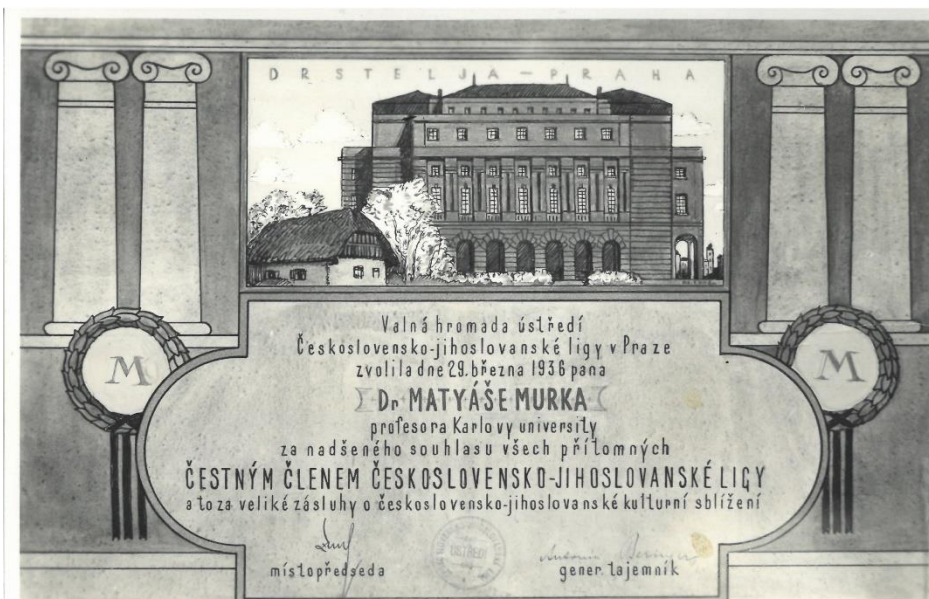 DRSTELJA – PRAHA
M
M
Valná hromada ústředí
Československo-jihoslovanské ligy v Praze
zvolila dne 29. března 1936 pana
Dr MATYÁŠE MURKA
profesora Karlovy university
za nadšeného souhlasu všech přítomných
ČESTNÝM ČLENEM ČESKOSLOVENSKO-JIHOSLOVANSKÉ LIGY
a to za veliké zásluhy o československo-jihoslovanské kulturní sblížení
ÚSTŘEDÍ
místopředseda
gener. tajemník